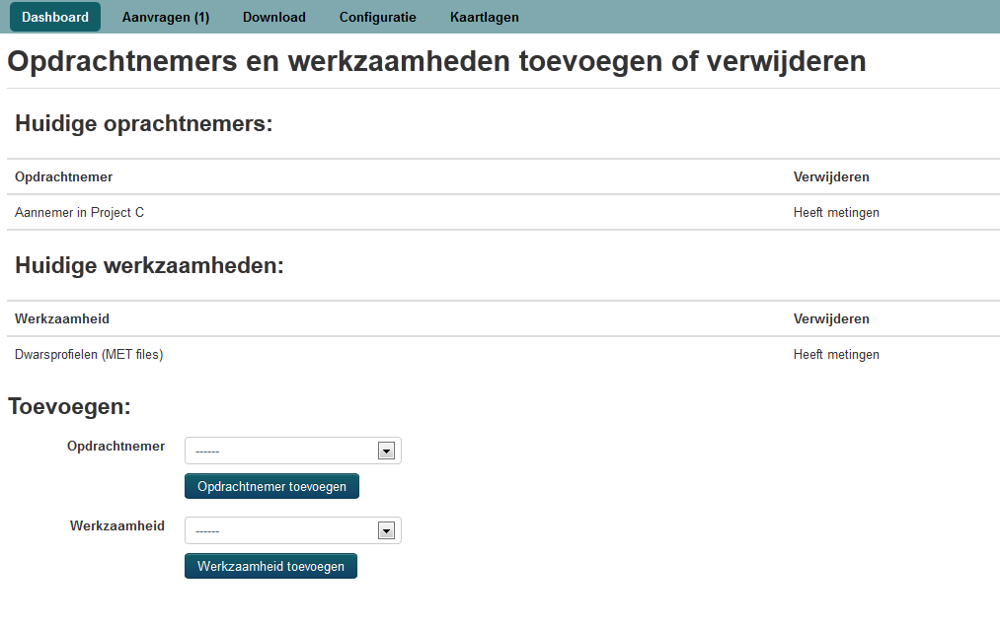 Dashboard Aanvragen (1) Download Configuratie Kaartlagen
Opdrachtnemers en werkzaamheden toevoegen of verwijderen
Huidige oprachtnemers:
Opdrachtnemer Verwijderen
Aannemer in Project C Heeft metingen
Huidige werkzaamheden:
Werkzaamheid Verwijderen
Dwarsprofielen (MET files) Heeft metingen
Toevoegen:
Opdrachtnemer ------
Opdrachtnemer toevoegen
Werkzaamheid ------
Werkzaamheid toevoegen